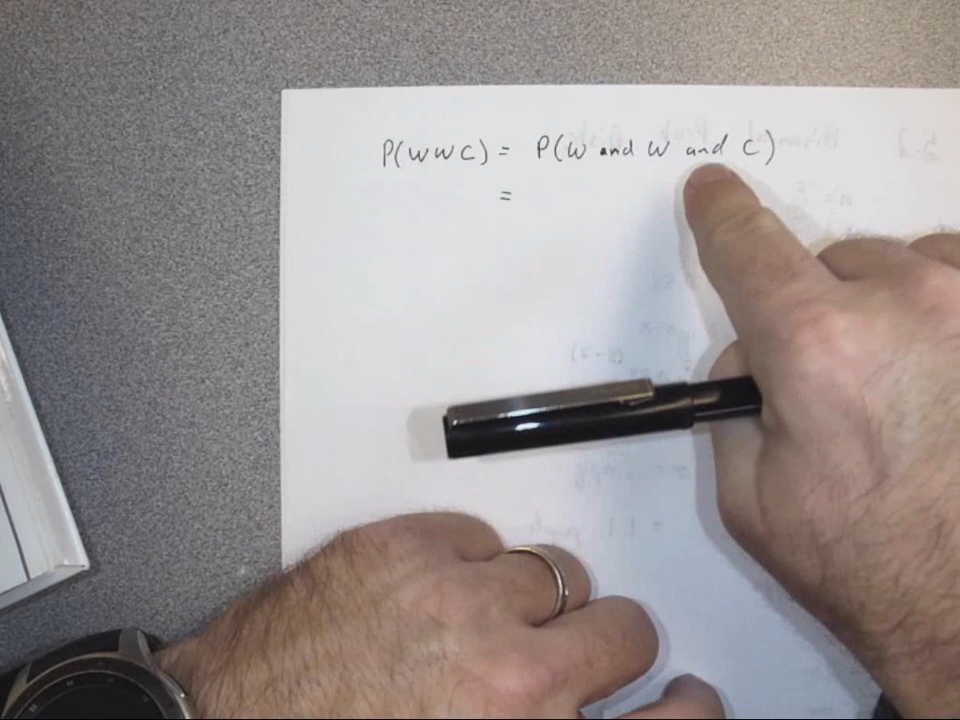 P(WWC) = P(W and W and C)
=